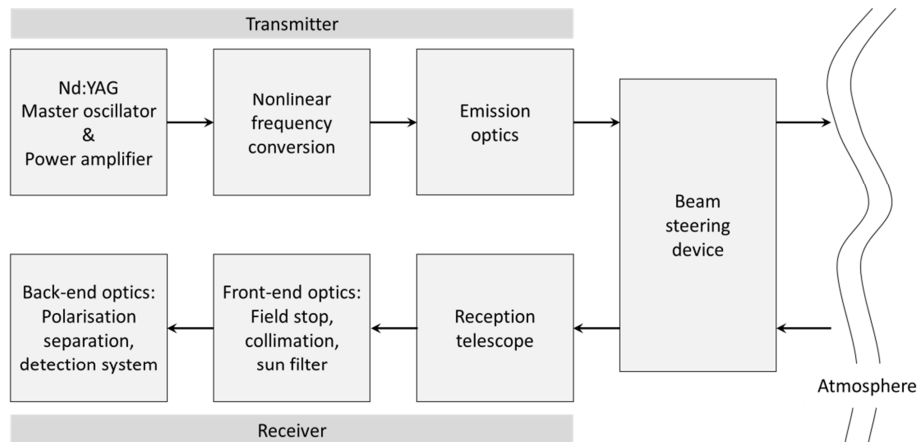 Transmitter
Nd:YAG
Master oscillator
&
Power amplifier
Nonlinear
frequency
conversion
Emission
optics
Beam
steering
device
Back-end optics:
Polarisation
separation,
detection system
Front-end optics:
Field stop,
collimation,
sun filter
Reception
telescope
Atmosphere
Receiver